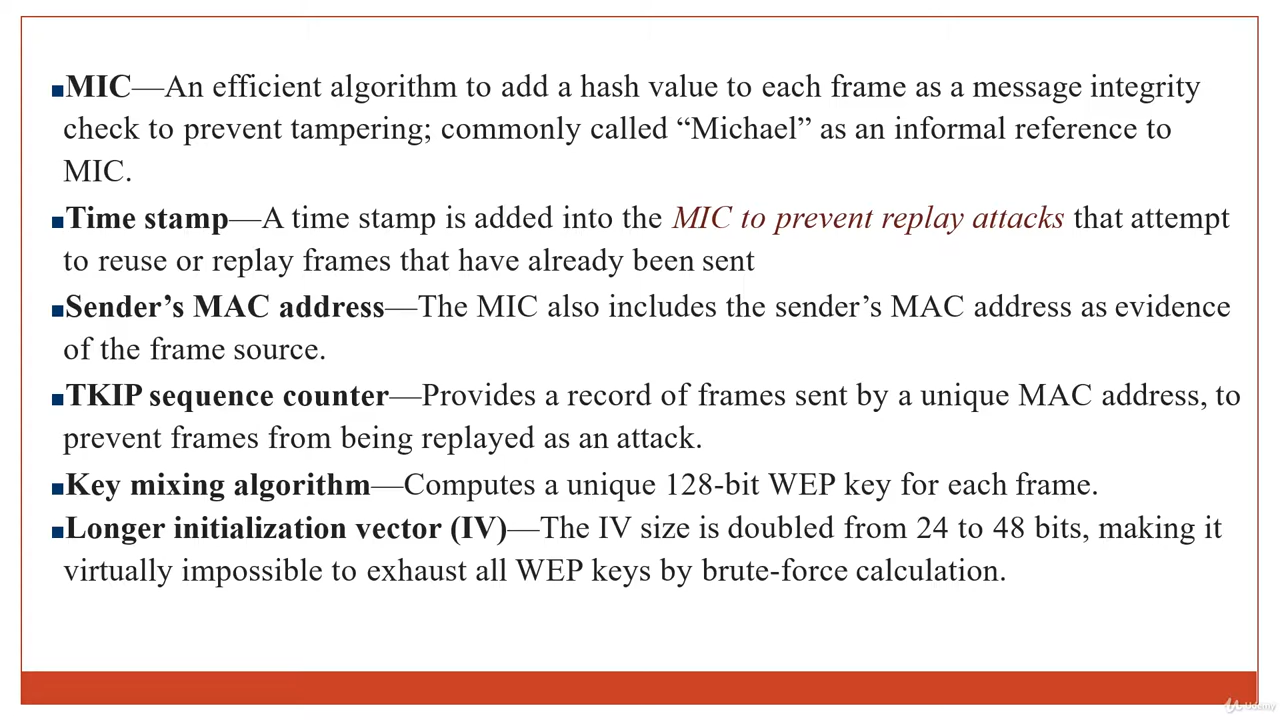 ■MIC—An efficient algorithm to add a hash value to each frame as a message integrity
check to prevent tampering; commonly called “Michael” as an informal reference to
MIC.
■Time stamp—A time stamp is added into the MIC to prevent replay attacks that attempt
to reuse or replay frames that have already been sent
■Sender’s MAC address—The MIC also includes the sender’s MAC address as evidence
of the frame source.
■TKIP sequence counter—Provides a record of frames sent by a unique MAC address, to
prevent frames from being replayed as an attack.
■Key mixing algorithm—Computes a unique 128-bit WEP key for each frame.
■Longer initialization vector (IV)—The IV size is doubled from 24 to 48 bits, making it
virtually impossible to exhaust all WEP keys by brute-force calculation.
Udemy